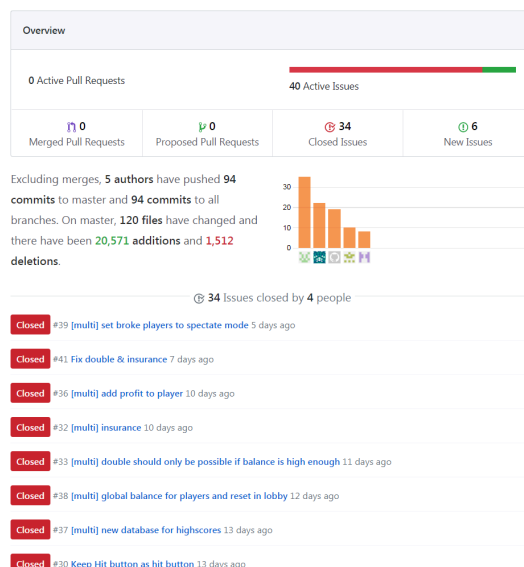 Overview
0 Active Pull Requests
40 Active Issues
0
Merged Pull Requests
0
Proposed Pull Requests
34
Closed Issues
6
New Issues
Excluding merges, 5 authors have pushed 94
commits to master and 94 commits to all
branches. On master, 120 files have changed and
there have been 20,571 additions and 1,512
deletions.
30
20
10
0
34 Issues closed by 4 people
Closed #39 [multi] set broke players to spectate mode 5 days ago
Closed #41 Fix double & insurance 7 days ago
Closed #36 [multi] add profit to player 10 days ago
Closed #32 [multi] insurance 10 days ago
Closed #33 [multi] double should only be possible if balance is high enough 11 days ago
Closed #38 [multi] global balance for players and reset in lobby 12 days ago
Closed #37 [multi] new database for highscores 13 days ago
Closed #30 Keep Hit button as hit button 13 days ago